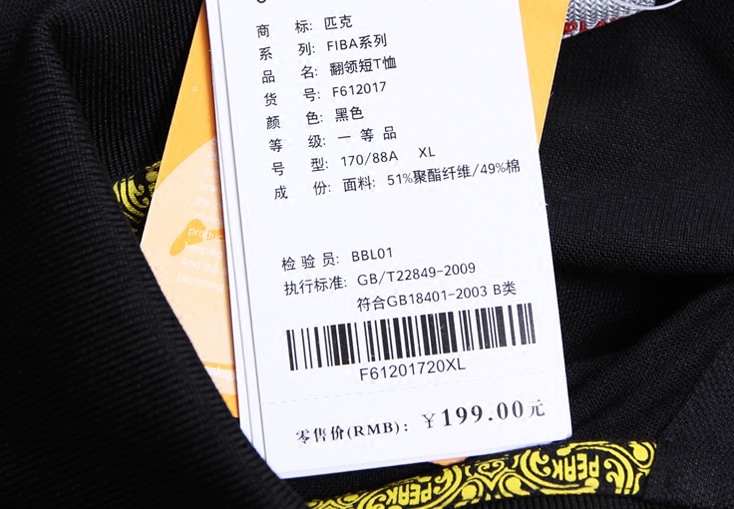 商 标: 匹克
系 列: FIBA系列
品 名: 翻领短T恤
货 号: F612017
颜 色: 黑色
等 级: 一 等 品
号 型: 170/88A XL
成 份: 面料: 51%聚酯纤维/49%棉
检 验 员: BBL01
执行标准: GB/T22849-2009
符合GB18401-2003 B类
F61201720XL
零售价(RMB): ¥199.00元
PEAK
PEAK